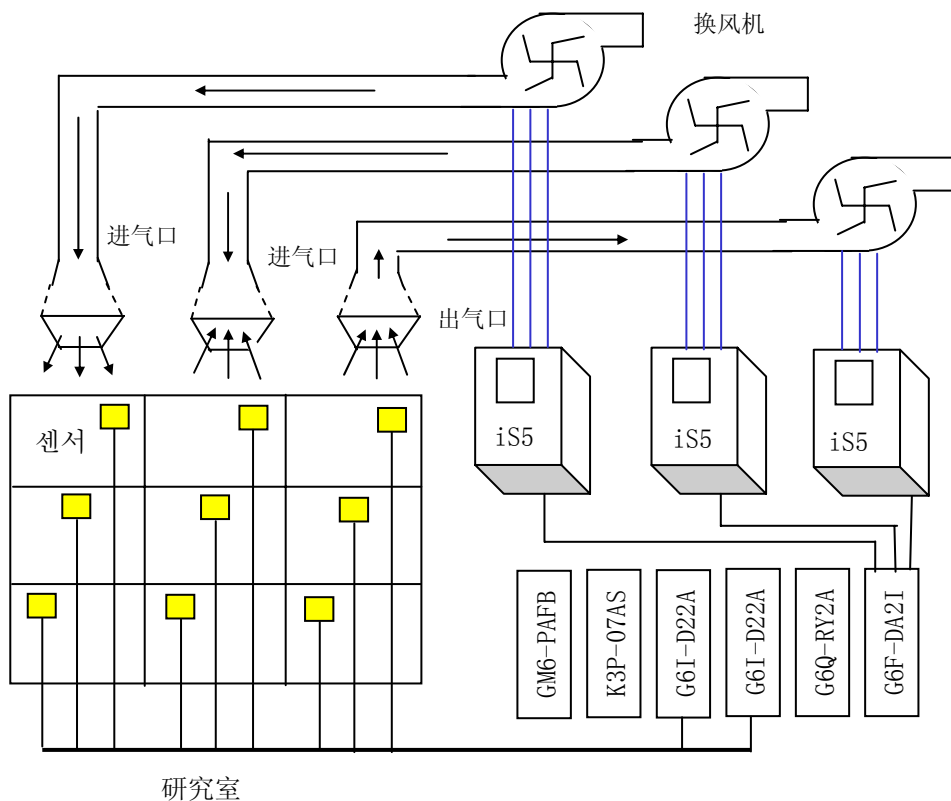 换风机
进气口
进气口
出气口
센서
iS5
iS5
iS5
GM6-PAFB
K3P-07AS
G6I-D22A
G6I-D22A
G6Q-RY2A
G6F-DA2I
研究室